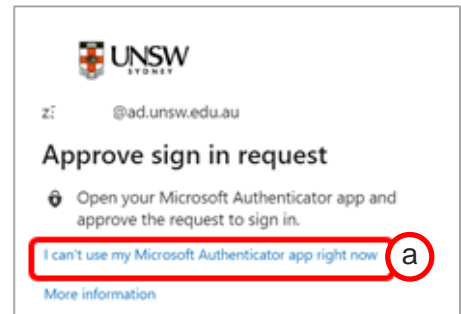 UNSW
SYDNEY
z @ad.unsw.edu.au
Approve sign in request
Open your Microsoft Authenticator app and
approve the request to sign in.
I can't use my Microsoft Authenticator app right now a
More information